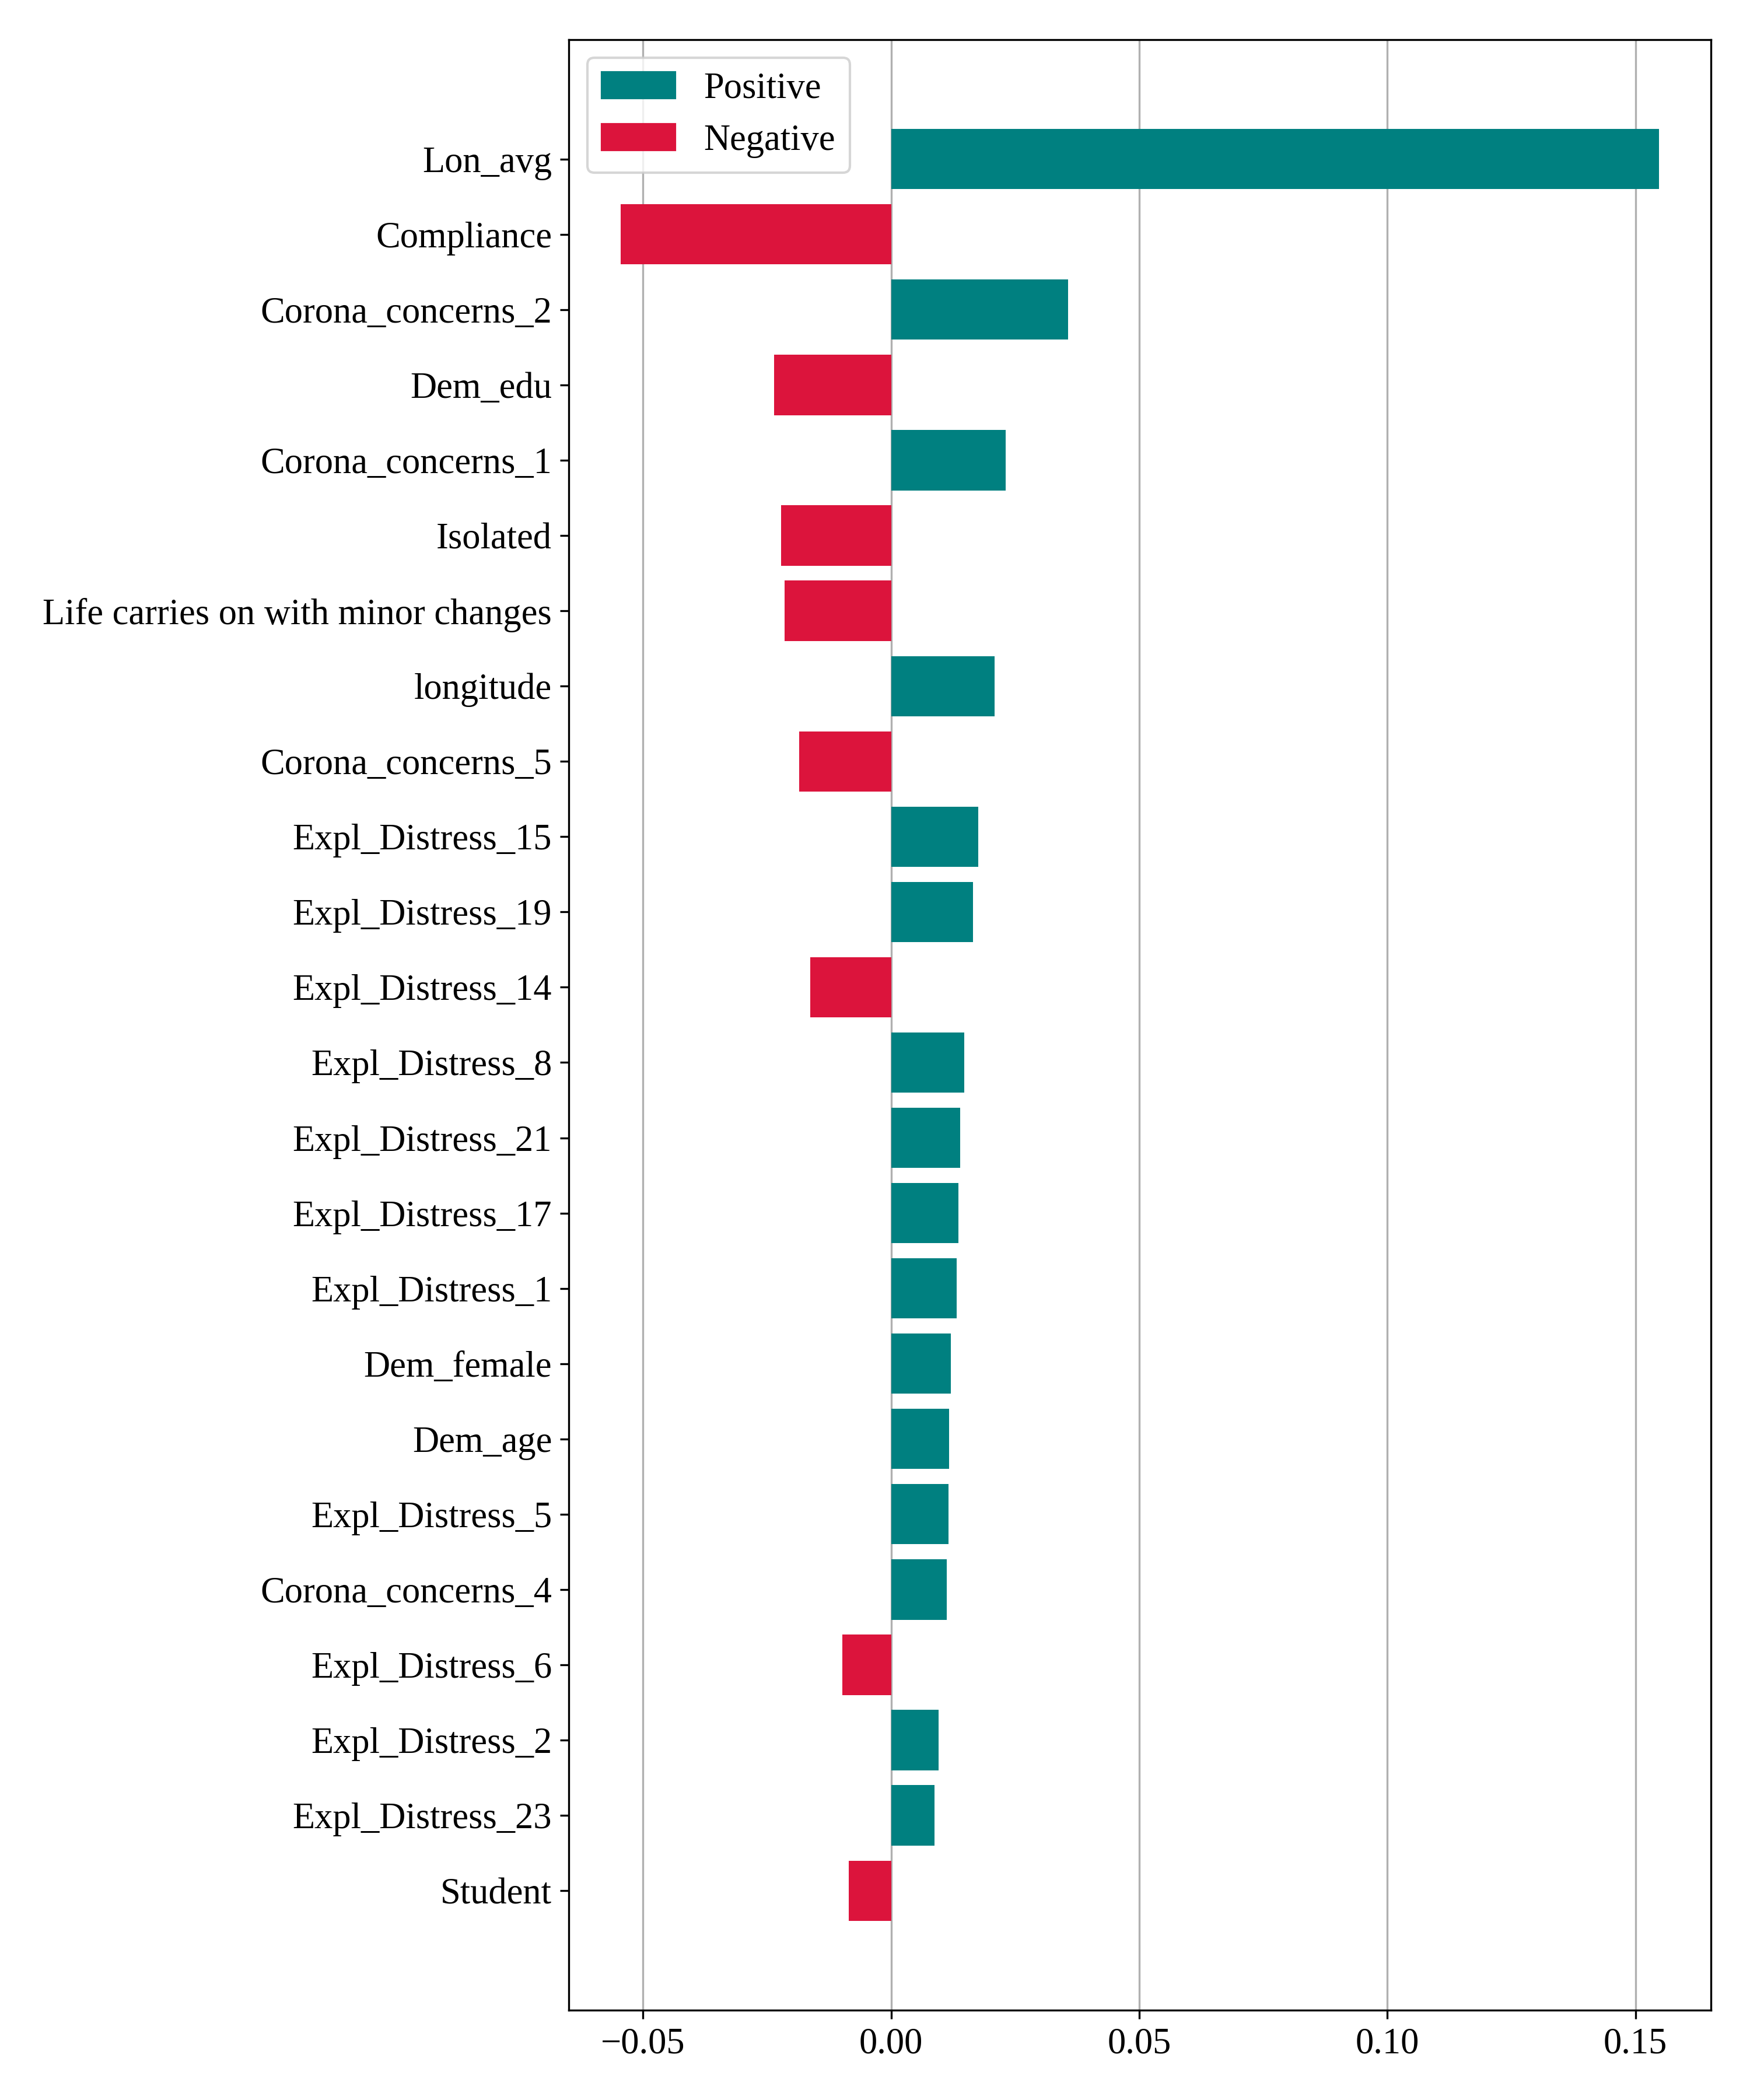 Positive
Negative
Lon_avg
Compliance
Corona_concerns_2
Dem_edu
Corona_concerns_1
Isolated
Life carries on with minor changes
longitude
Corona_concerns_5
Expl_Distress_15
Expl_Distress_19
Expl_Distress_14
Expl_Distress_8
Expl_Distress_21
Expl_Distress_17
Expl_Distress_1
Dem_female
Dem_age
Expl_Distress_5
Corona_concerns_4
Expl_Distress_6
Expl_Distress_2
Expl_Distress_23
Student
−0.05 0.00 0.05 0.10 0.15